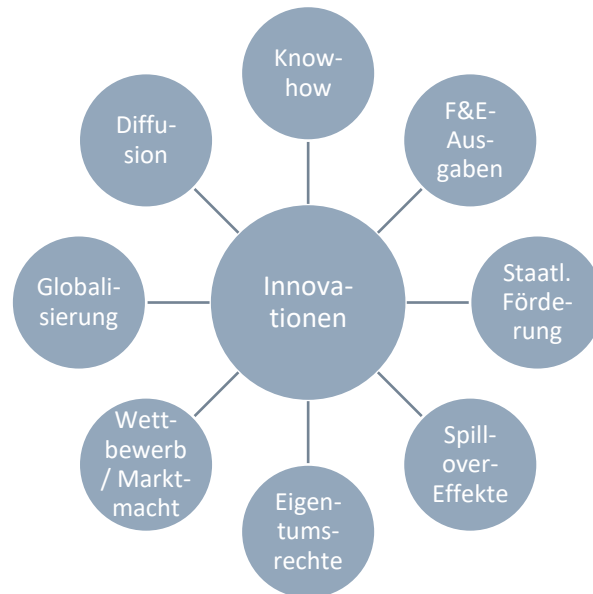 Know-
how
F&E-
Aus-
gaben
Staatl.
Förde-
rung
Spill-
over-
Effekte
Eigen-
tums-
rechte
Wett-
bewerb
/ Markt-
macht
Globali-
sierung
Diffu-
sion
Innova-
tionen